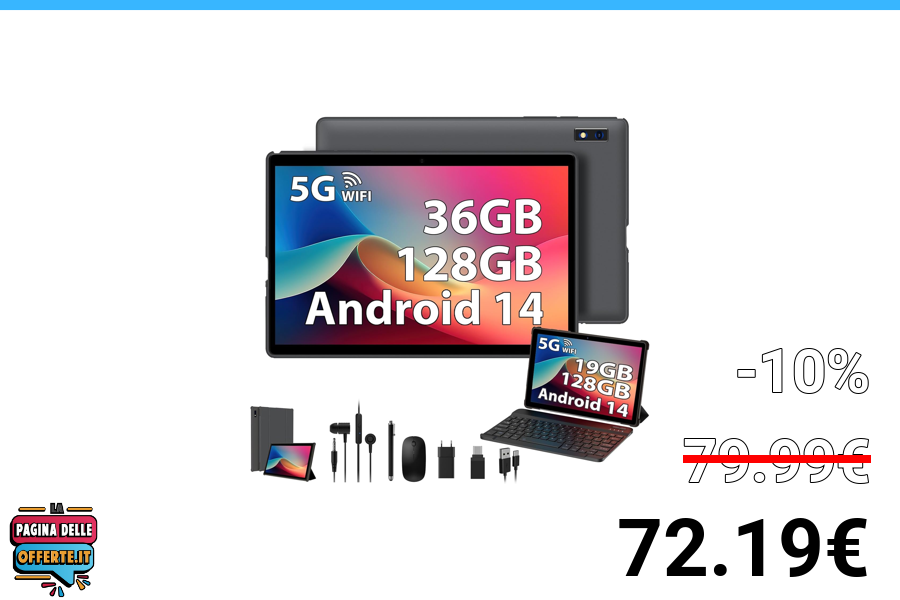 5G WIFI
36GB
128GB
Android 14
5G WIFI
19GB
128GB
Android 14
-10%
79.99€
72.19€
LA
PAGINA DELLE
OFFERTE.IT